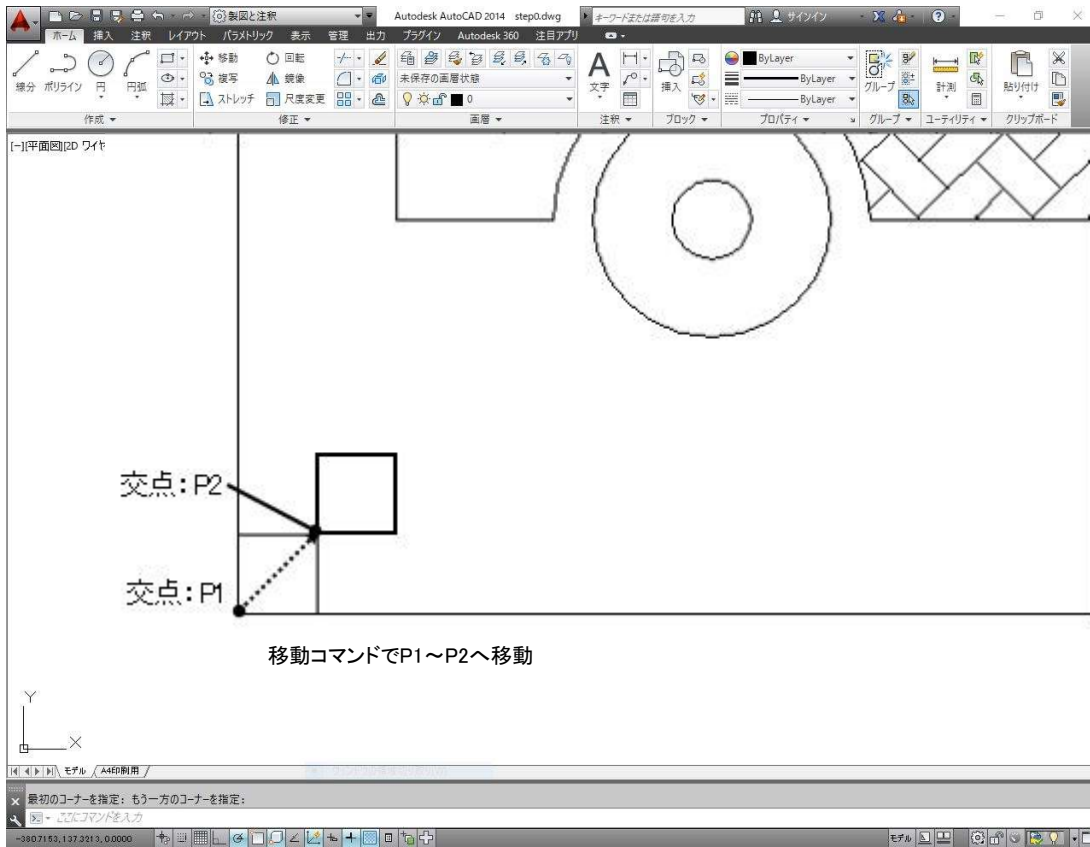 製図と注釈
Autodesk AutoCAD 2014 step0.dwg
キーワードまたは語句を入力
サインイン
ホーム 挿入 注釈 レイアウト パラメトリック 表示 管理 出力 プラグイン Autodesk 360 注目アプリ
線分 ポリライン 円 円弧
移動 回転
複写 鏡像
ストレッチ 尺度変更
未保存の画層状態
0
文字
挿入
ByLayer
ByLayer
ByLayer
グループ
計測
貼り付け
作成 修正 画層 注釈 ブロック プロパティ グループ ユーティリティ クリップボード
[-][平面図][2D ワイヤ
交点:P2
交点:P1
移動コマンドでP1～P2へ移動
Y
X
モデル A4印刷用
最初のコーナーを指定: もう一方のコーナーを指定:
ここにコマンドを入力
-380.7153, 137.3213, 0.0000
モデル